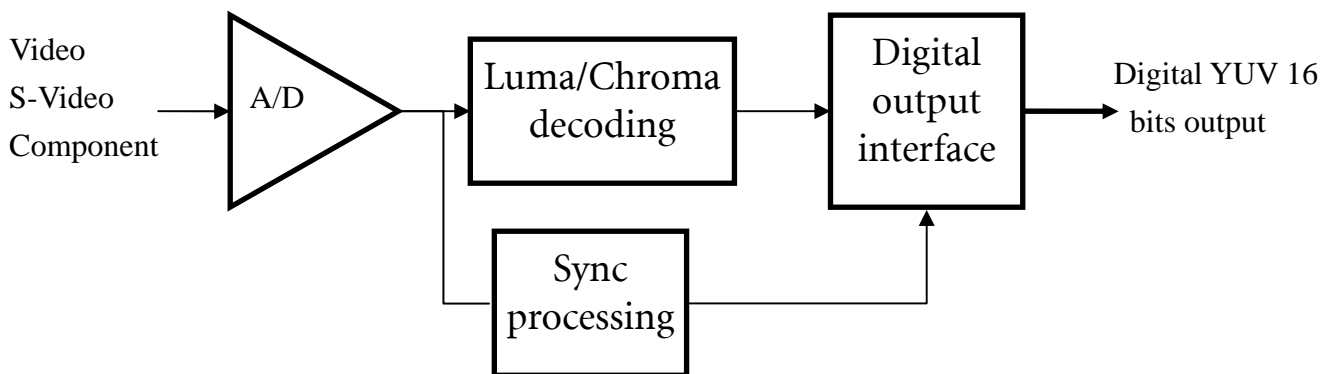 Video
S-Video
Component
A/D
Luma/Chroma
decoding
Digital
output
interface
Digital YUV 16
bits output
Sync
processing